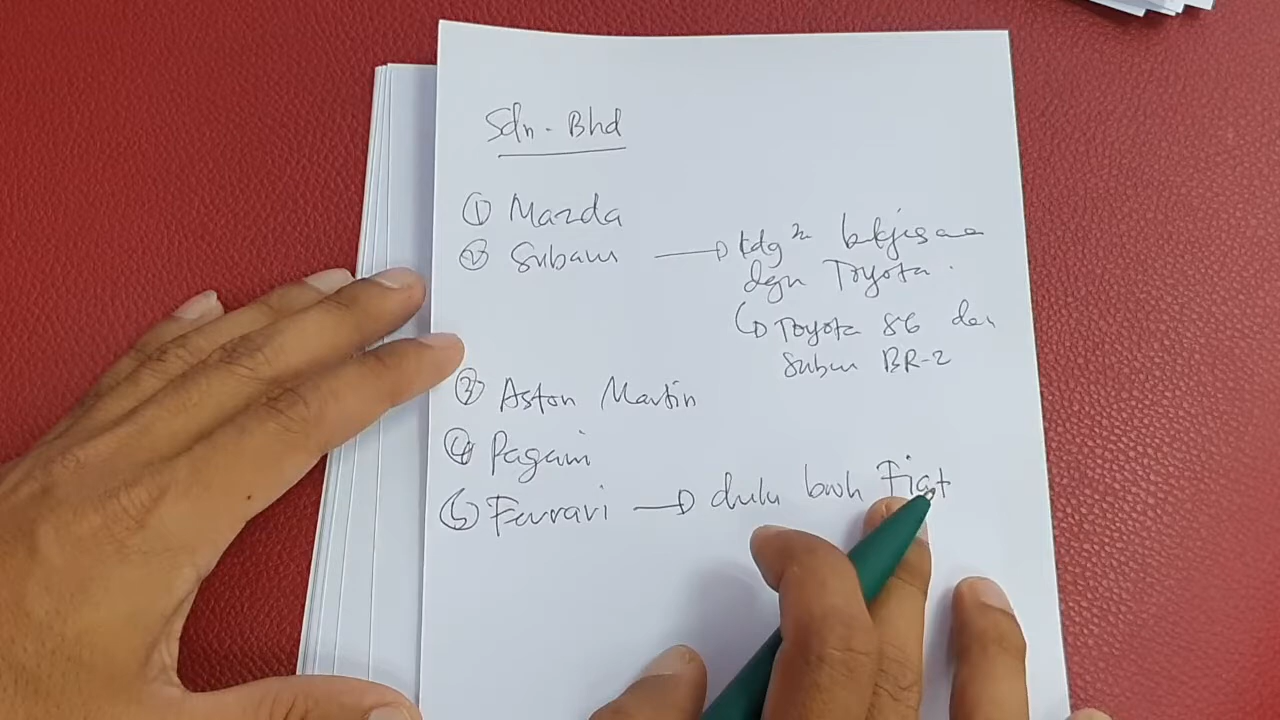 Sdn. Bhd
① Mazda
② Subaru → kdg² bekjasama
dgn Toyota.
↳ Toyota 86 dan
Subaru BR-Z
③ Aston Martin
④ Pagani
⑤ Ferrari → dulu bwh Fiat